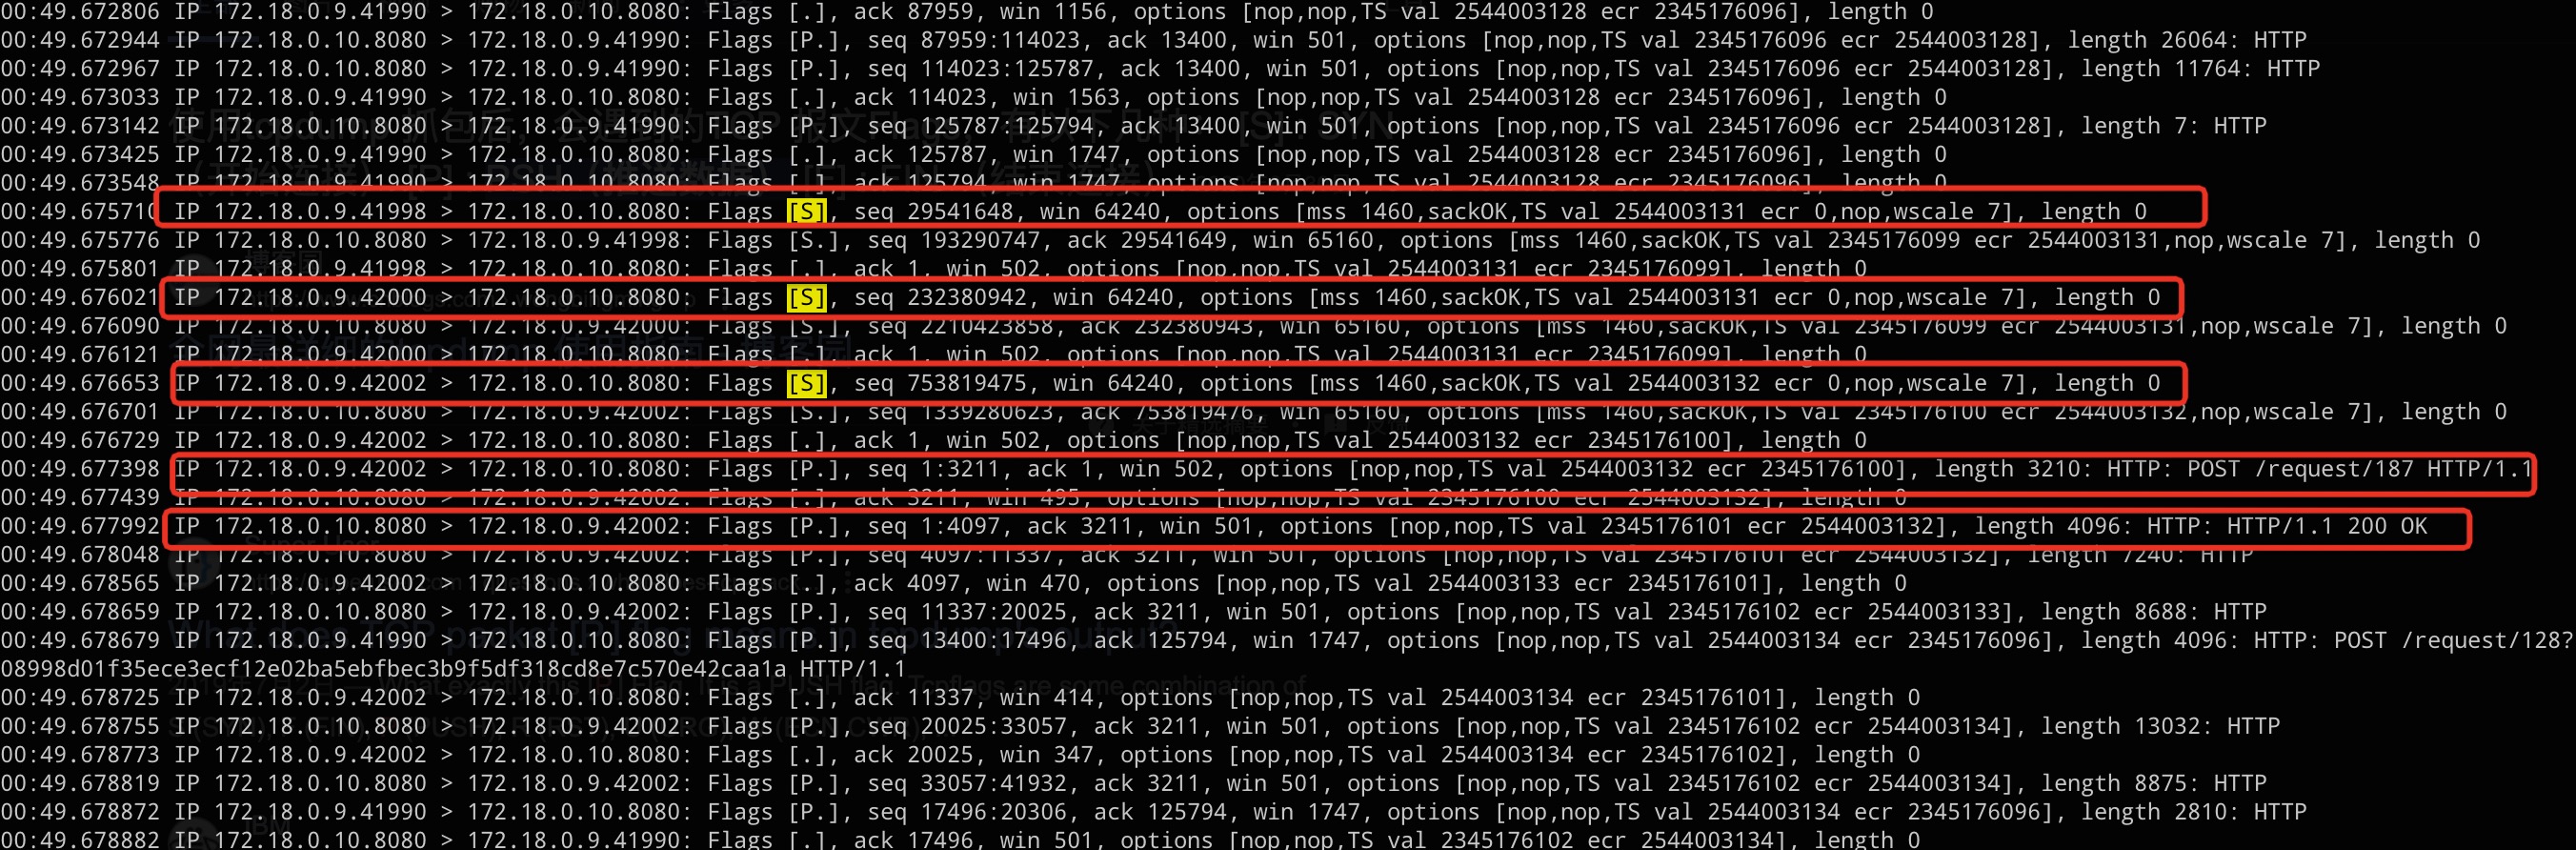 00:49.672806 IP 172.18.0.9.41990 > 172.18.0.10.8080: Flags [.], ack 87959, win 1156, options [nop,nop,TS val 2544003128 ecr 2345176096], length 0
00:49.672944 IP 172.18.0.10.8080 > 172.18.0.9.41990: Flags [P.], seq 87959:114023, ack 13400, win 501, options [nop,nop,TS val 2345176096 ecr 2544003128], length 26064: HTTP
00:49.672967 IP 172.18.0.10.8080 > 172.18.0.9.41990: Flags [P.], seq 114023:125787, ack 13400, win 501, options [nop,nop,TS val 2345176096 ecr 2544003128], length 11764: HTTP
00:49.673033 IP 172.18.0.9.41990 > 172.18.0.10.8080: Flags [.], ack 114023, win 1563, options [nop,nop,TS val 2544003128 ecr 2345176096], length 0
00:49.673142 IP 172.18.0.10.8080 > 172.18.0.9.41990: Flags [P.], seq 125787:125794, ack 13400, win 501, options [nop,nop,TS val 2345176096 ecr 2544003128], length 7: HTTP
00:49.673425 IP 172.18.0.9.41990 > 172.18.0.10.8080: Flags [.], ack 125787, win 1747, options [nop,nop,TS val 2544003128 ecr 2345176096], length 0
00:49.673548 IP 172.18.0.9.41990 > 172.18.0.10.8080: Flags [.], ack 125794, win 1747, options [nop,nop,TS val 2544003128 ecr 2345176096], length 0
00:49.675710 IP 172.18.0.9.41998 > 172.18.0.10.8080: Flags [S], seq 29541648, win 64240, options [mss 1460,sackOK,TS val 2544003131 ecr 0,nop,wscale 7], length 0
00:49.675776 IP 172.18.0.10.8080 > 172.18.0.9.41998: Flags [S.], seq 193290747, ack 29541649, win 65160, options [mss 1460,sackOK,TS val 2345176099 ecr 2544003131,nop,wscale 7], length 0
00:49.675801 IP 172.18.0.9.41998 > 172.18.0.10.8080: Flags [.], ack 1, win 502, options [nop,nop,TS val 2544003131 ecr 2345176099], length 0
00:49.676021 IP 172.18.0.9.42000 > 172.18.0.10.8080: Flags [S], seq 232380942, win 64240, options [mss 1460,sackOK,TS val 2544003131 ecr 0,nop,wscale 7], length 0
00:49.676090 IP 172.18.0.10.8080 > 172.18.0.9.42000: Flags [S.], seq 2210423858, ack 232380943, win 65160, options [mss 1460,sackOK,TS val 2345176099 ecr 2544003131,nop,wscale 7], length 0
00:49.676121 IP 172.18.0.9.42000 > 172.18.0.10.8080: Flags [.], ack 1, win 502, options [nop,nop,TS val 2544003131 ecr 2345176099], length 0
00:49.676653 IP 172.18.0.9.42002 > 172.18.0.10.8080: Flags [S], seq 753819475, win 64240, options [mss 1460,sackOK,TS val 2544003132 ecr 0,nop,wscale 7], length 0
00:49.676701 IP 172.18.0.10.8080 > 172.18.0.9.42002: Flags [S.], seq 1339280623, ack 753819476, win 65160, options [mss 1460,sackOK,TS val 2345176100 ecr 2544003132,nop,wscale 7], length 0
00:49.676729 IP 172.18.0.9.42002 > 172.18.0.10.8080: Flags [.], ack 1, win 502, options [nop,nop,TS val 2544003132 ecr 2345176100], length 0
00:49.677398 IP 172.18.0.9.42002 > 172.18.0.10.8080: Flags [P.], seq 1:3211, ack 1, win 502, options [nop,nop,TS val 2544003132 ecr 2345176100], length 3210: HTTP: POST /request/187 HTTP/1.1
00:49.677439 IP 172.18.0.10.8080 > 172.18.0.9.42002: Flags [.], ack 3211, win 495, options [nop,nop,TS val 2345176100 ecr 2544003132], length 0
00:49.677992 IP 172.18.0.10.8080 > 172.18.0.9.42002: Flags [P.], seq 1:4097, ack 3211, win 501, options [nop,nop,TS val 2345176101 ecr 2544003132], length 4096: HTTP: HTTP/1.1 200 OK
00:49.678048 IP 172.18.0.10.8080 > 172.18.0.9.42002: Flags [P.], seq 4097:11337, ack 3211, win 501, options [nop,nop,TS val 2345176101 ecr 2544003132], length 7240: HTTP
00:49.678565 IP 172.18.0.9.42002 > 172.18.0.10.8080: Flags [.], ack 4097, win 470, options [nop,nop,TS val 2544003133 ecr 2345176101], length 0
00:49.678659 IP 172.18.0.10.8080 > 172.18.0.9.42002: Flags [P.], seq 11337:20025, ack 3211, win 501, options [nop,nop,TS val 2345176102 ecr 2544003133], length 8688: HTTP
00:49.678679 IP 172.18.0.9.41990 > 172.18.0.10.8080: Flags [P.], seq 13400:17496, ack 125794, win 1747, options [nop,nop,TS val 2544003134 ecr 2345176096], length 4096: HTTP: POST /request/128?
08998d01f35ece3ecf12e02ba5ebfbec3b9f5df318cd8e7c570e42caa1a HTTP/1.1
00:49.678725 IP 172.18.0.9.42002 > 172.18.0.10.8080: Flags [.], ack 11337, win 414, options [nop,nop,TS val 2544003134 ecr 2345176101], length 0
00:49.678755 IP 172.18.0.10.8080 > 172.18.0.9.42002: Flags [P.], seq 20025:33057, ack 3211, win 501, options [nop,nop,TS val 2345176102 ecr 2544003134], length 13032: HTTP
00:49.678773 IP 172.18.0.9.42002 > 172.18.0.10.8080: Flags [.], ack 20025, win 347, options [nop,nop,TS val 2544003134 ecr 2345176102], length 0
00:49.678819 IP 172.18.0.10.8080 > 172.18.0.9.42002: Flags [P.], seq 33057:41932, ack 3211, win 501, options [nop,nop,TS val 2345176102 ecr 2544003134], length 8875: HTTP
00:49.678872 IP 172.18.0.9.41990 > 172.18.0.10.8080: Flags [P.], seq 17496:20306, ack 125794, win 1747, options [nop,nop,TS val 2544003134 ecr 2345176096], length 2810: HTTP
00:49.678882 IP 172.18.0.10.8080 > 172.18.0.9.41990: Flags [.], ack 17496, win 501, options [nop,nop,TS val 2345176102 ecr 2544003134], length 0